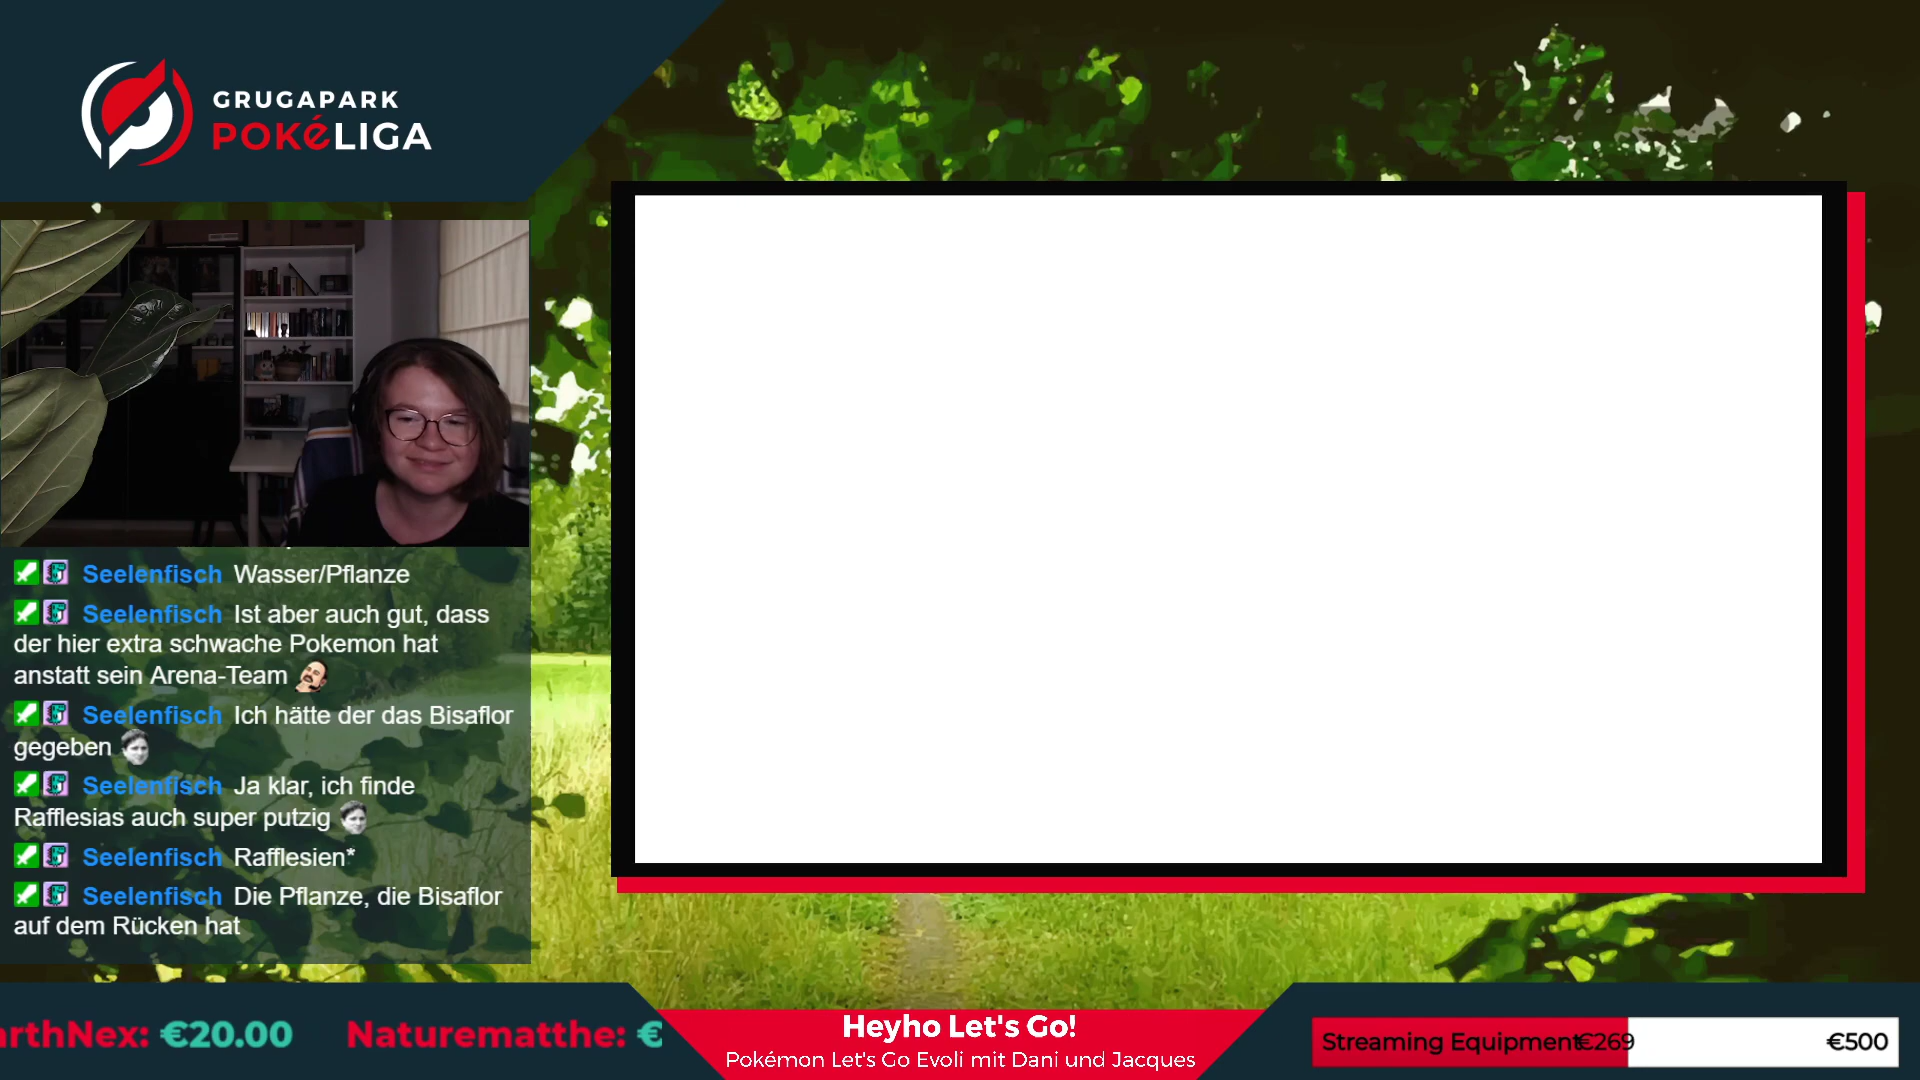 GRUGAPARK
POKéLIGA
Seelenfisch Wasser/Pflanze
Seelenfisch Ist aber auch gut, dass
der hier extra schwache Pokemon hat
anstatt sein Arena-Team
Seelenfisch Ich hätte der das Bisaflor
gegeben
Seelenfisch Ja klar, ich finde
Rafflesias auch super putzig
Seelenfisch Rafflesien*
Seelenfisch Die Pflanze, die Bisaflor
auf dem Rücken hat
arthNex: €20.00 Naturematthe: €
Heyho Let's Go!
Pokémon Let's Go Evoli mit Dani und Jacques
Streaming Equipment €269 €500